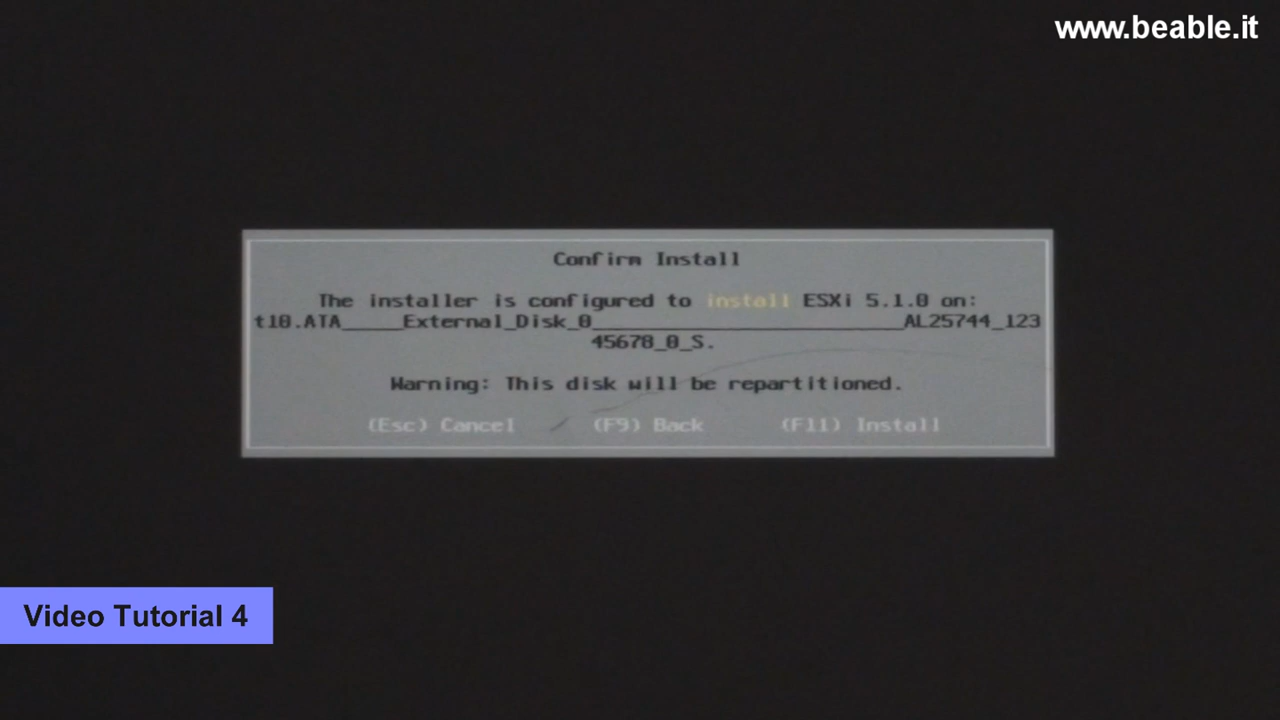 www.beable.it
Confirm Install
The installer is configured to install ESXi 5.1.0 on:
t10.ATA_____External_Disk_0__________________________AL25744_123
45678_0_S.
Warning: This disk will be repartitioned.
(Esc) Cancel (F9) Back (F11) Install
Video Tutorial 4